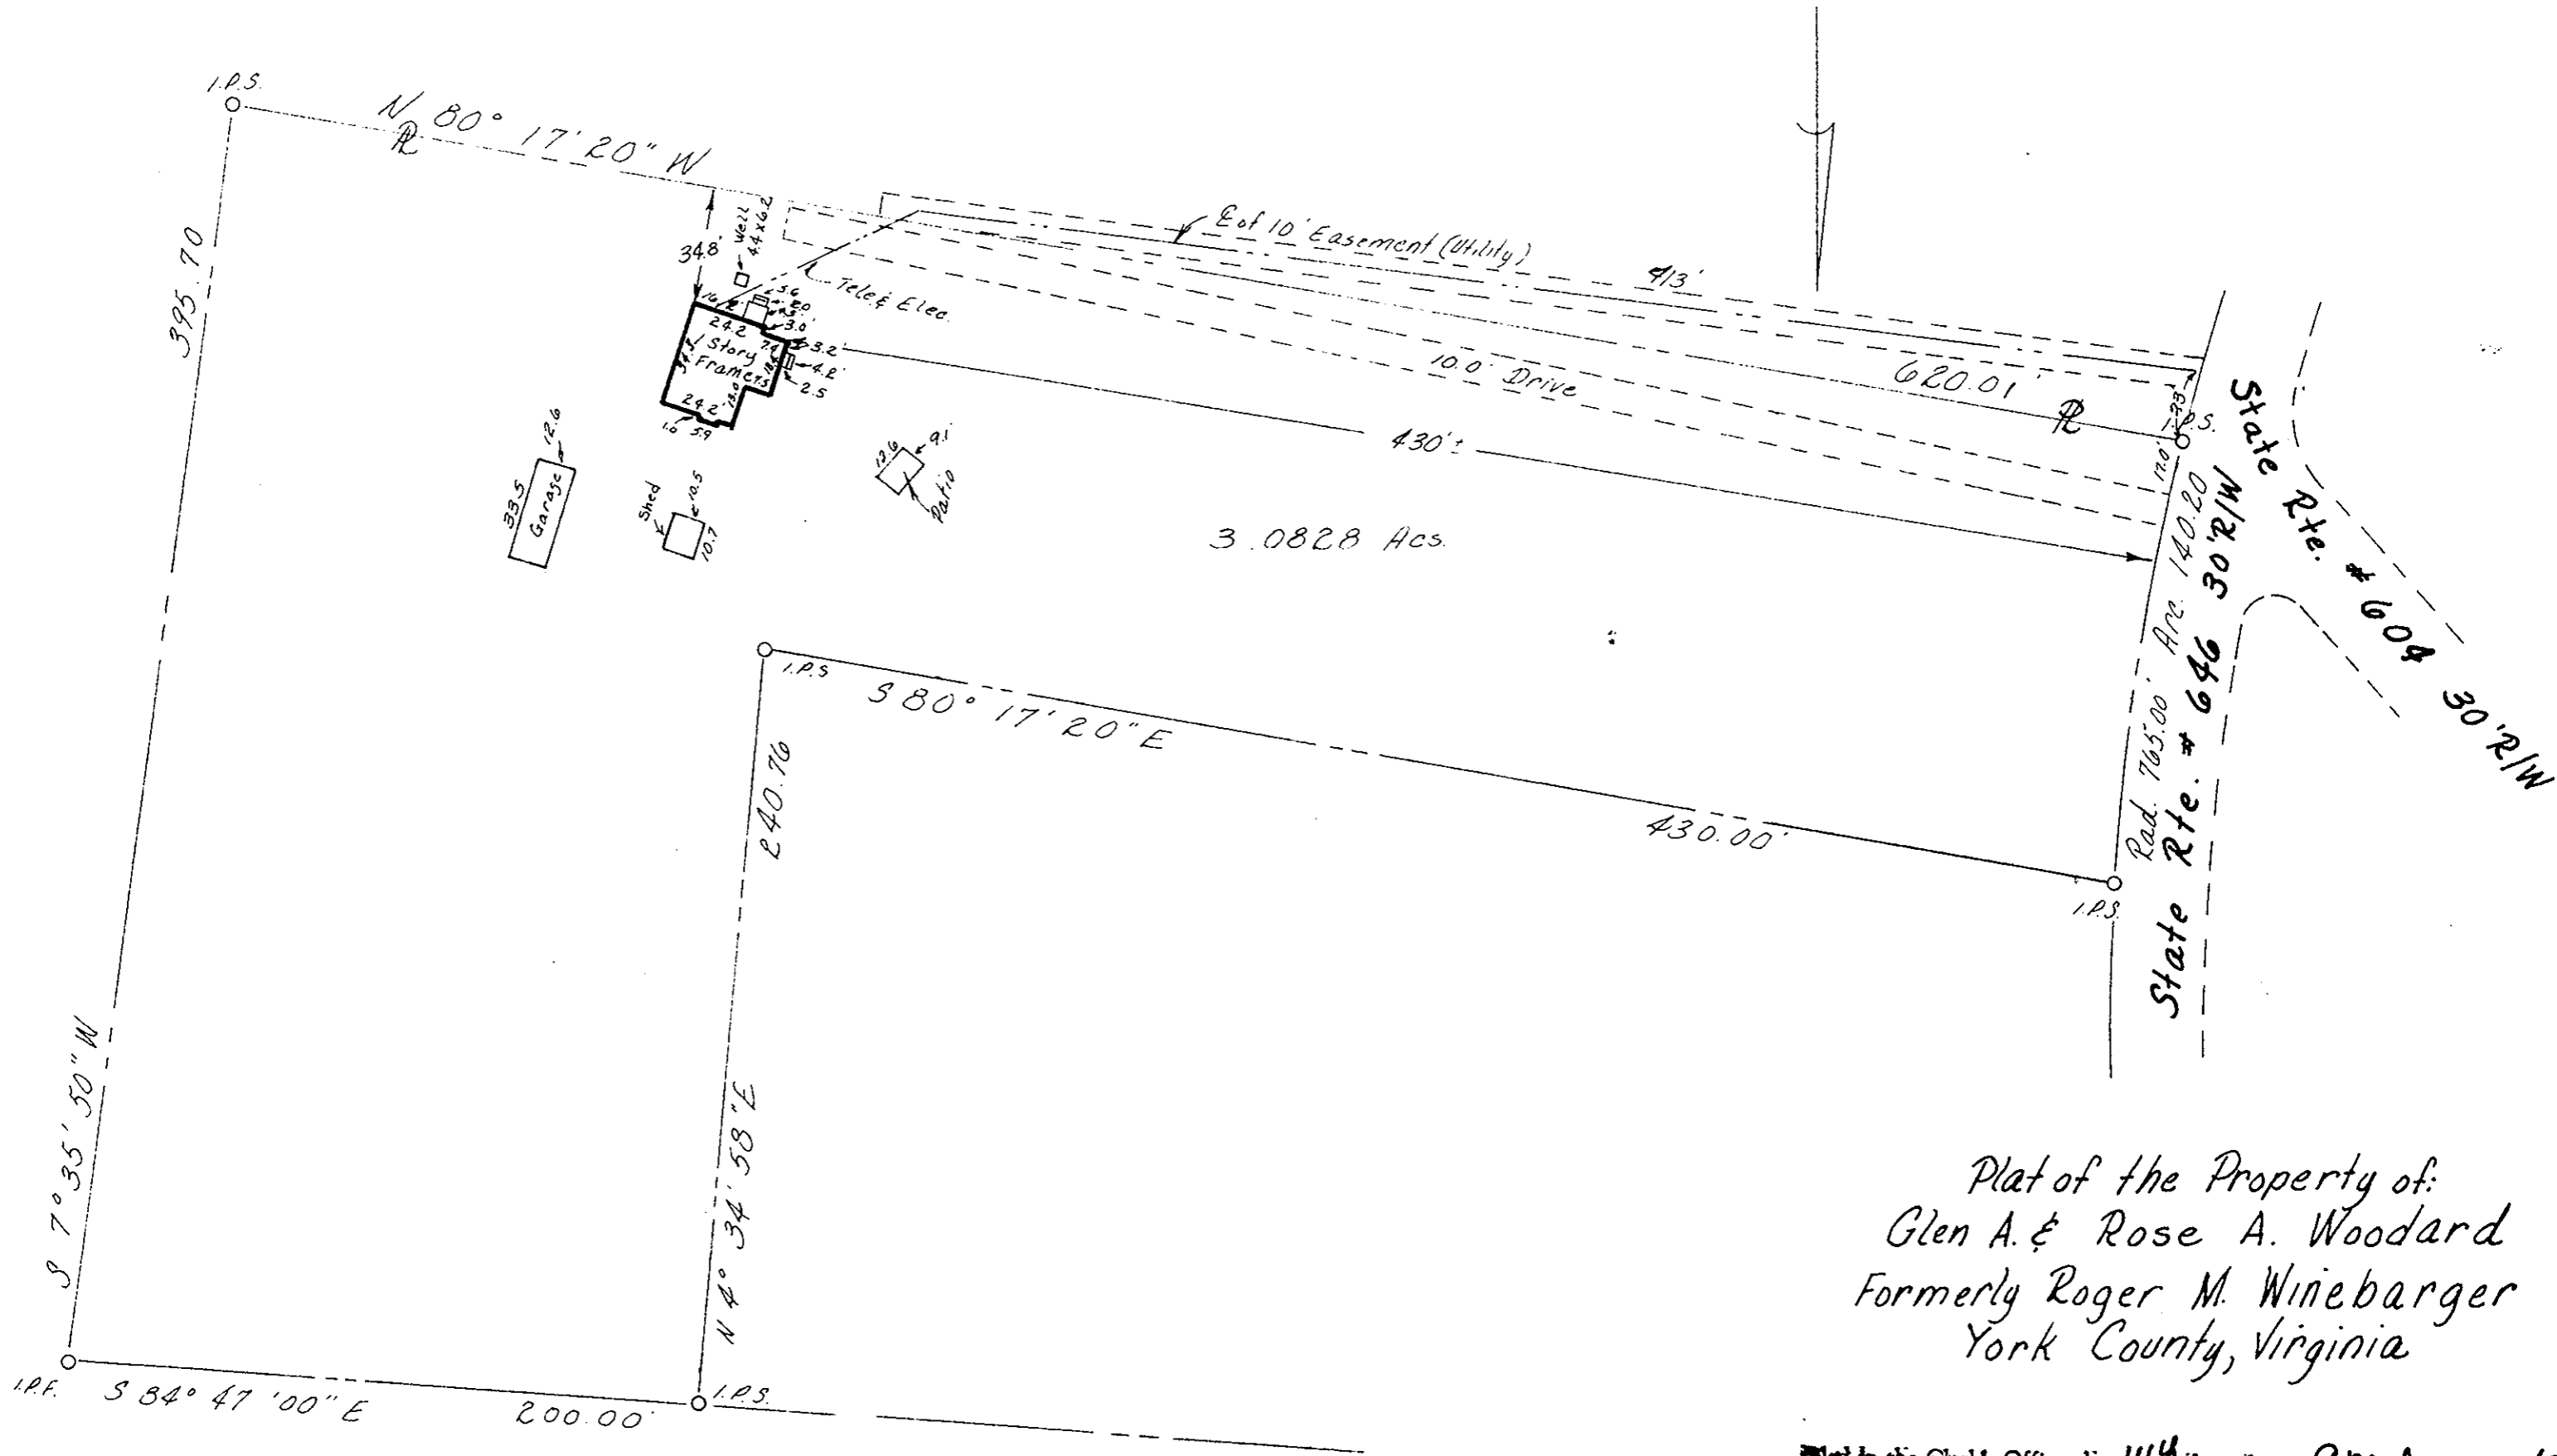 I.P.S.
N 80° 17' 20" W
395.70
S 7° 35' 50" W
34.8'
Well
4.4 x 6.2
Tele & Elec.
24.2
1 Story
Frame
24.2'
1.6 5.9
3.0'
3.2'
4.2'
2.5
℄ of 10' Easement (Utility)
413'
10.0' Drive
620.01'
430'±
3.0828 Acs.
33.5
Garage
12.6
Shed
10.5
10.7
12.6
9.1'
Patio
I.P.S.
17.0'
Rad. 765.00' Arc. 140.20
State Rte. # 646 30' R/W
State Rte. # 604 30' R/W
I.P.S
S 80° 17' 20" E
430.00'
I.P.S.
240.76
N 4° 34' 58" E
I.P.F.
S 84° 47' 00" E
200.00'
I.P.S.
Plat of the Property of:
Glen A. & Rose A. Woodard
Formerly Roger M. Winebarger
York County, Virginia